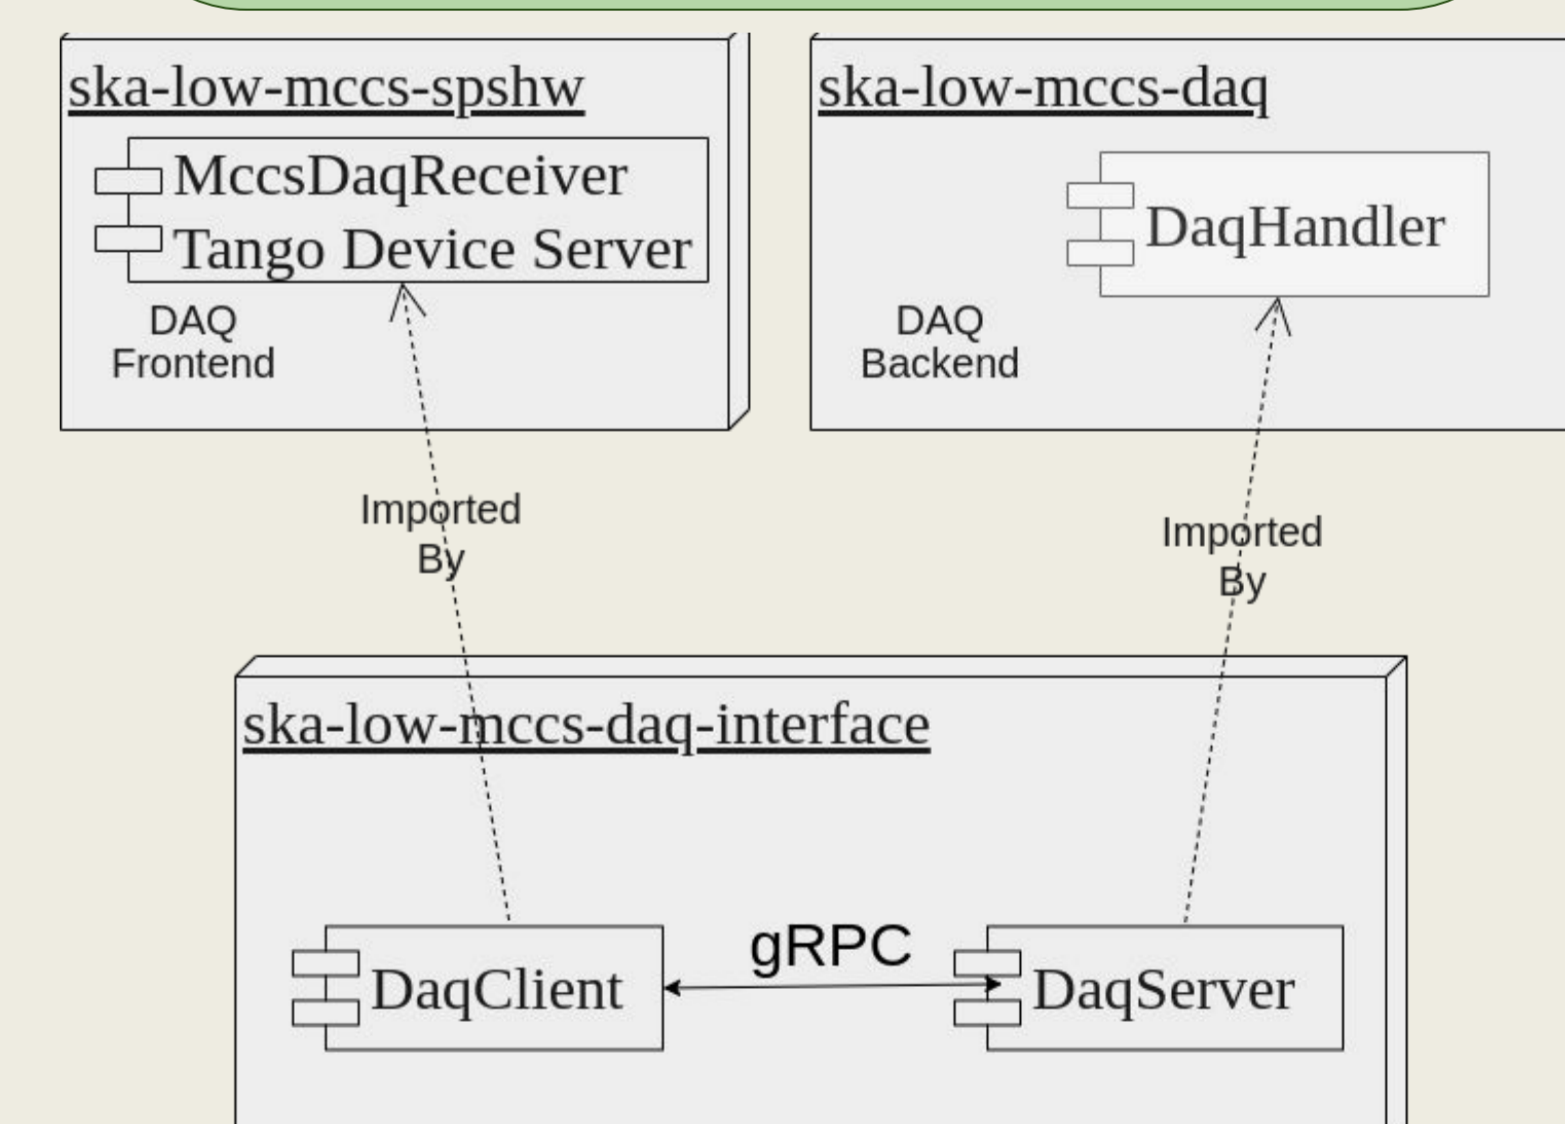 ska-low-mccs-spshw
MccsDaqReceiver
Tango Device Server
DAQ
Frontend
ska-low-mccs-daq
DaqHandler
DAQ
Backend
Imported
By
Imported
By
ska-low-mccs-daq-interface
DaqClient
gRPC
DaqServer